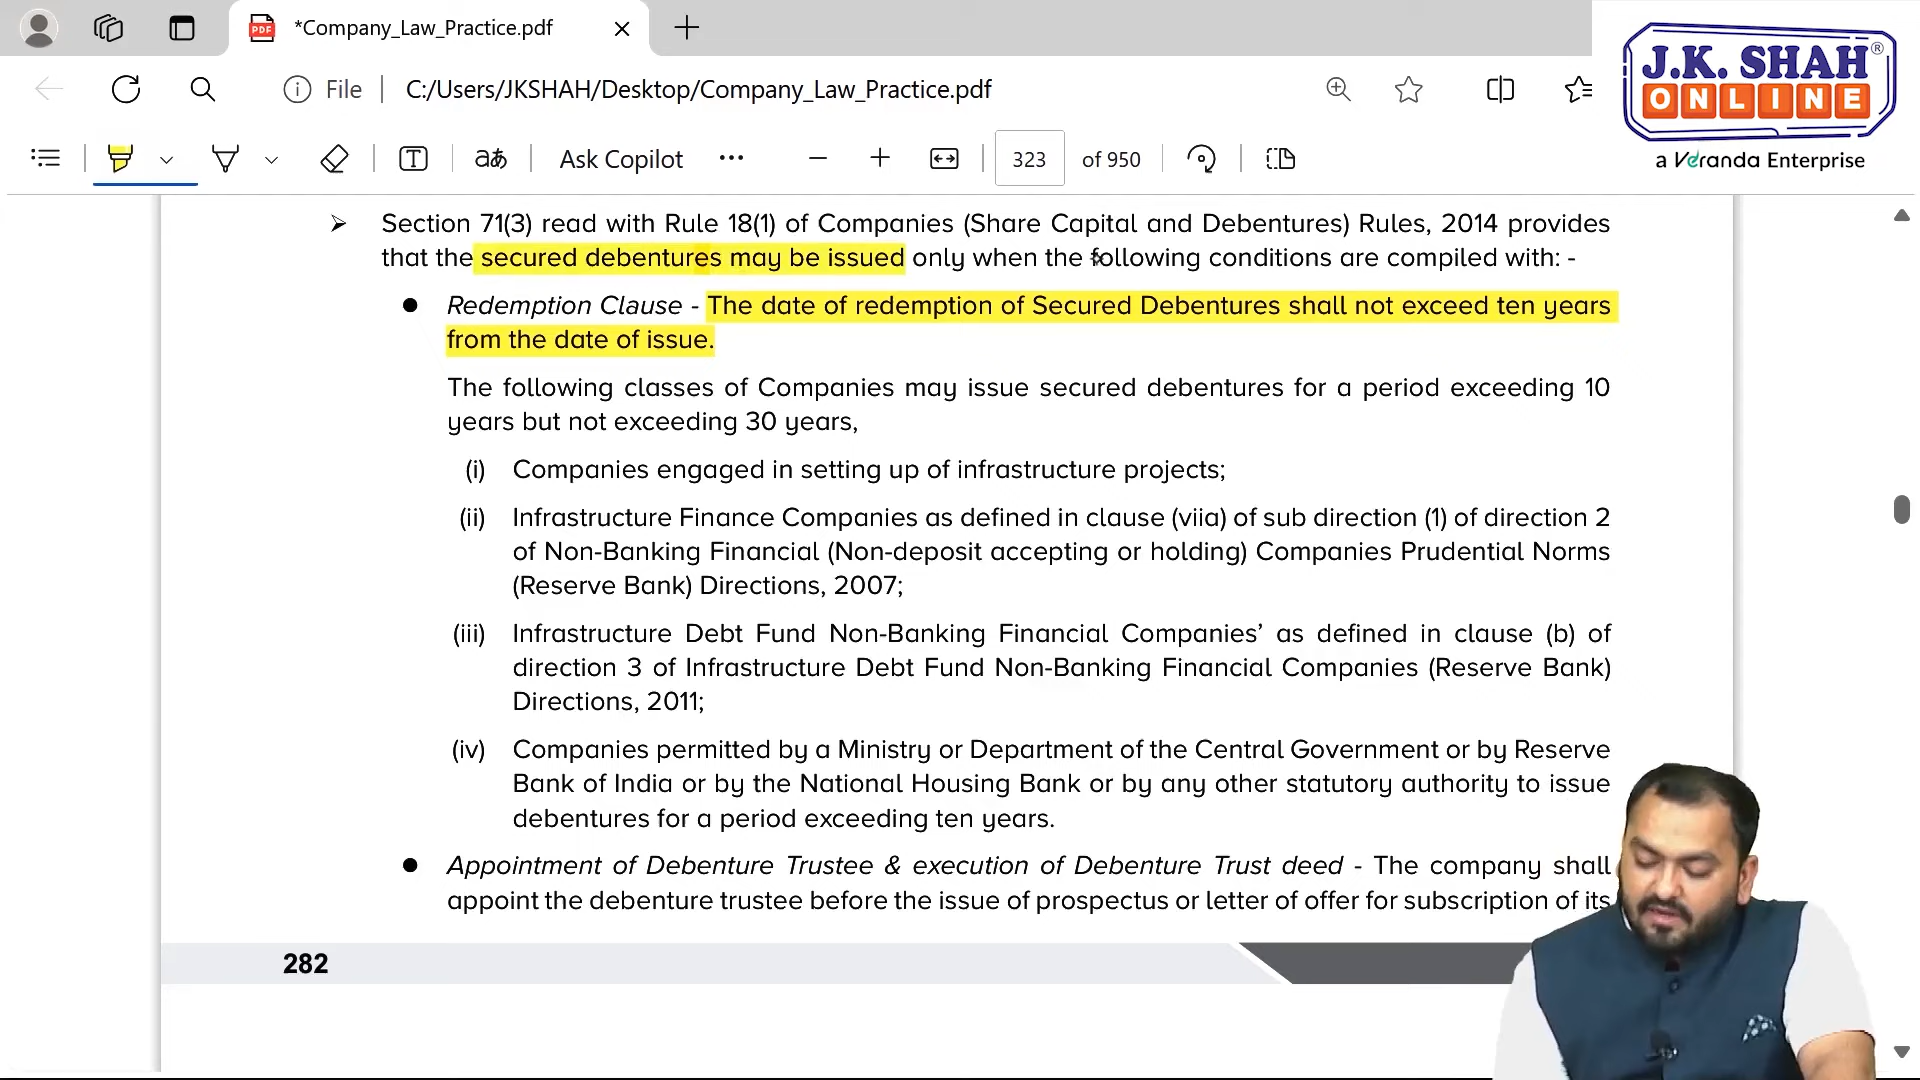 *Company_Law_Practice.pdf
File
C:/Users/JKSHAH/Desktop/Company_Law_Practice.pdf
J.K. SHAH®
ONLINE
a Veranda Enterprise
Ask Copilot
323 of 950
Section 71(3) read with Rule 18(1) of Companies (Share Capital and Debentures) Rules, 2014 provides
that the secured debentures may be issued only when the following conditions are compiled with: -
Redemption Clause - The date of redemption of Secured Debentures shall not exceed ten years
from the date of issue.
The following classes of Companies may issue secured debentures for a period exceeding 10
years but not exceeding 30 years,
(i) Companies engaged in setting up of infrastructure projects;
(ii) Infrastructure Finance Companies as defined in clause (viia) of sub direction (1) of direction 2
of Non-Banking Financial (Non-deposit accepting or holding) Companies Prudential Norms
(Reserve Bank) Directions, 2007;
(iii) Infrastructure Debt Fund Non-Banking Financial Companies’ as defined in clause (b) of
direction 3 of Infrastructure Debt Fund Non-Banking Financial Companies (Reserve Bank)
Directions, 2011;
(iv) Companies permitted by a Ministry or Department of the Central Government or by Reserve
Bank of India or by the National Housing Bank or by any other statutory authority to issue
debentures for a period exceeding ten years.
Appointment of Debenture Trustee & execution of Debenture Trust deed - The company shall
appoint the debenture trustee before the issue of prospectus or letter of offer for subscription of its
282